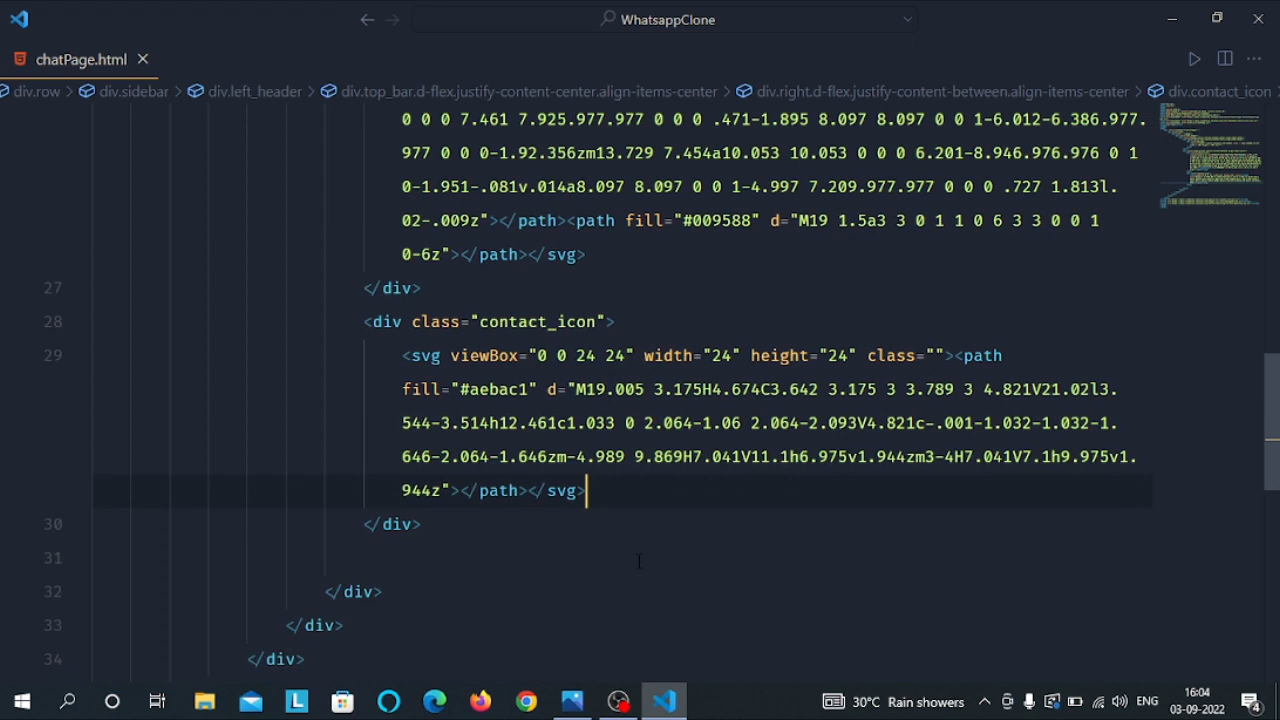 WhatsappClone
chatPage.html
div.row > div.sidebar > div.left_header > div.top_bar.d-flex.justify-content-center.align-items-center > div.right.d-flex.justify-content-between.align-items-center > div.contact_icon
0 0 0 7.461 7.925.977.977 0 0 0 .471-1.895 8.097 8.097 0 0 1-6.012-6.386.977.
977 0 0 0-1.92.356zm13.729 7.454a10.053 10.053 0 0 0 6.201-8.946.976.976 0 1
0-1.951-.081v.014a8.097 8.097 0 0 1-4.997 7.209.977.977 0 0 0 .727 1.813l.
02-.009z"></path><path fill="#009588" d="M19 1.5a3 3 0 1 1 0 6 3 3 0 0 1
0-6z"></path></svg>
27 </div>
28 <div class="contact_icon">
29 <svg viewBox="0 0 24 24" width="24" height="24" class=""><path
fill="#aebac1" d="M19.005 3.175H4.674C3.642 3.175 3 3.789 3 4.821V21.02l3.
544-3.514h12.461c1.033 0 2.064-1.06 2.064-2.093V4.821c-.001-1.032-1.032-1.
646-2.064-1.646zm-4.989 9.869H7.041V11.1h6.975v1.944zm3-4H7.041V7.1h9.975v1.
944z"></path></svg>
30 </div>
31
32 </div>
33 </div>
34 </div>
30°C Rain showers
ENG
16:04
03-09-2022
4